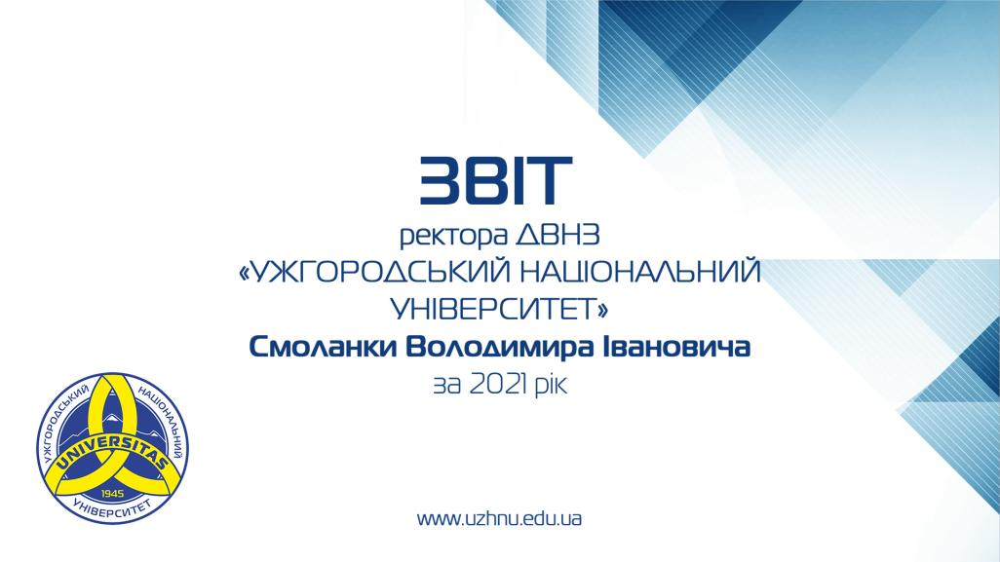 ЗВІТ
ректора ДВНЗ
«УЖГОРОДСЬКИЙ НАЦІОНАЛЬНИЙ
УНІВЕРСИТЕТ»
Смоланки Володимира Івановича
за 2021 рік
УЖГОРОДСЬКИЙ НАЦІОНАЛЬНИЙ
UNIVERSITAS
1945
УНІВЕРСИТЕТ
www.uzhnu.edu.ua